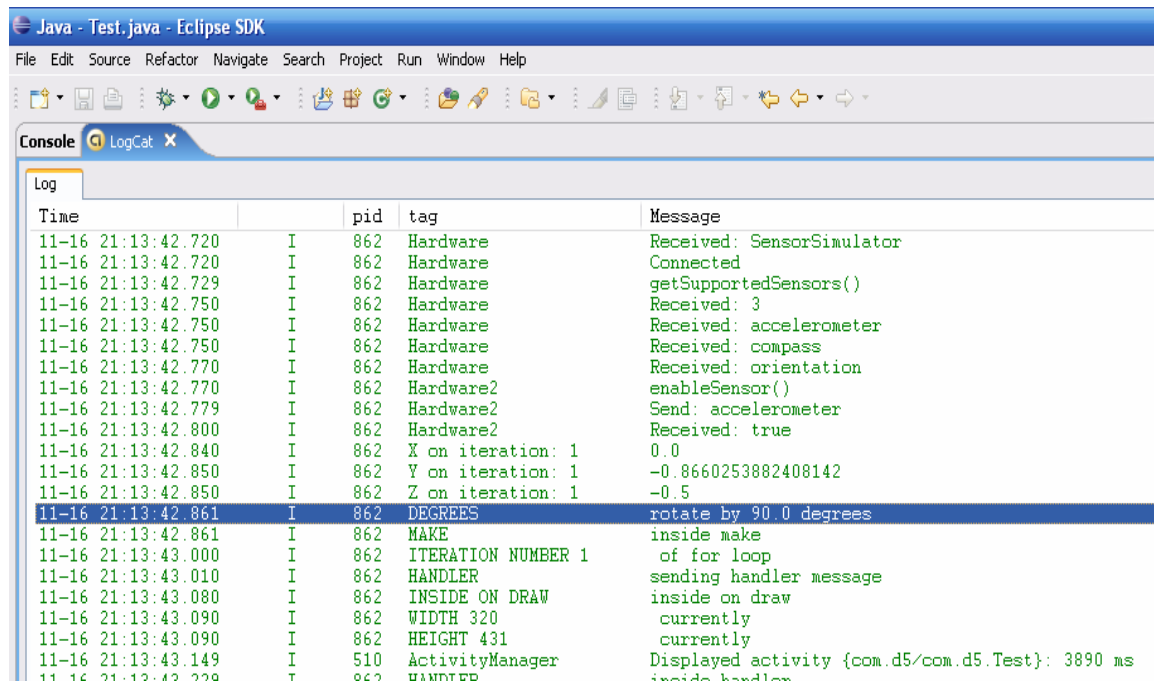 Java - Test.java - Eclipse SDK
File Edit Source Refactor Navigate Search Project Run Window Help
Console LogCat
Log
Time pid tag Message
11-16 21:13:42.720 I 862 Hardware Received: SensorSimulator
11-16 21:13:42.720 I 862 Hardware Connected
11-16 21:13:42.729 I 862 Hardware getSupportedSensors()
11-16 21:13:42.750 I 862 Hardware Received: 3
11-16 21:13:42.750 I 862 Hardware Received: accelerometer
11-16 21:13:42.750 I 862 Hardware Received: compass
11-16 21:13:42.770 I 862 Hardware Received: orientation
11-16 21:13:42.770 I 862 Hardware2 enableSensor()
11-16 21:13:42.779 I 862 Hardware2 Send: accelerometer
11-16 21:13:42.800 I 862 Hardware2 Received: true
11-16 21:13:42.840 I 862 X on iteration: 1 0.0
11-16 21:13:42.850 I 862 Y on iteration: 1 -0.8660253882408142
11-16 21:13:42.850 I 862 Z on iteration: 1 -0.5
11-16 21:13:42.861 I 862 DEGREES rotate by 90.0 degrees
11-16 21:13:42.861 I 862 MAKE inside make
11-16 21:13:43.000 I 862 ITERATION NUMBER 1 of for loop
11-16 21:13:43.010 I 862 HANDLER sending handler message
11-16 21:13:43.080 I 862 INSIDE ON DRAW inside on draw
11-16 21:13:43.090 I 862 WIDTH 320 currently
11-16 21:13:43.090 I 862 HEIGHT 431 currently
11-16 21:13:43.149 I 510 ActivityManager Displayed activity {com.d5/com.d5.Test}: 3890 ms
11-16 21:13:43.229 I 862 HANDLER inside handler